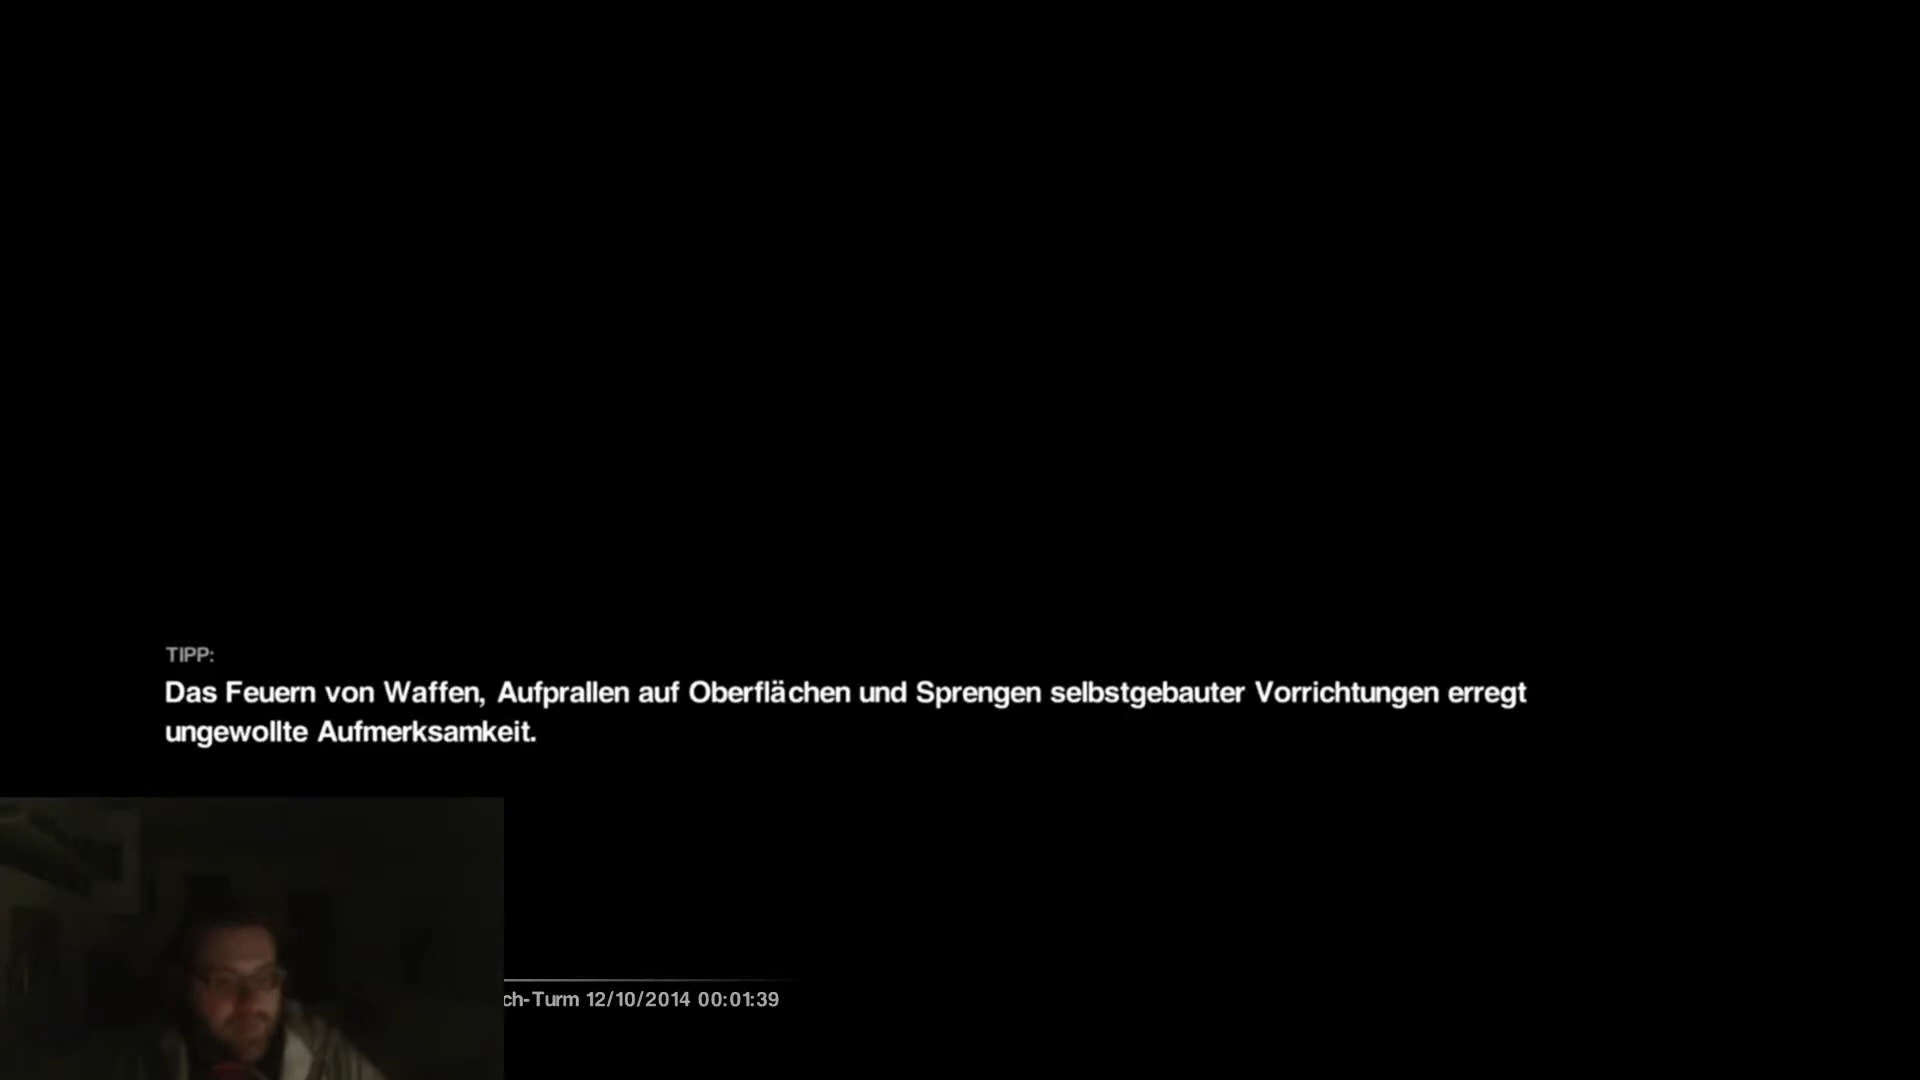 TIPP:
Das Feuern von Waffen, Aufprallen auf Oberflächen und Sprengen selbstgebauter Vorrichtungen erregt
ungewollte Aufmerksamkeit.
ch-Turm 12/10/2014 00:01:39